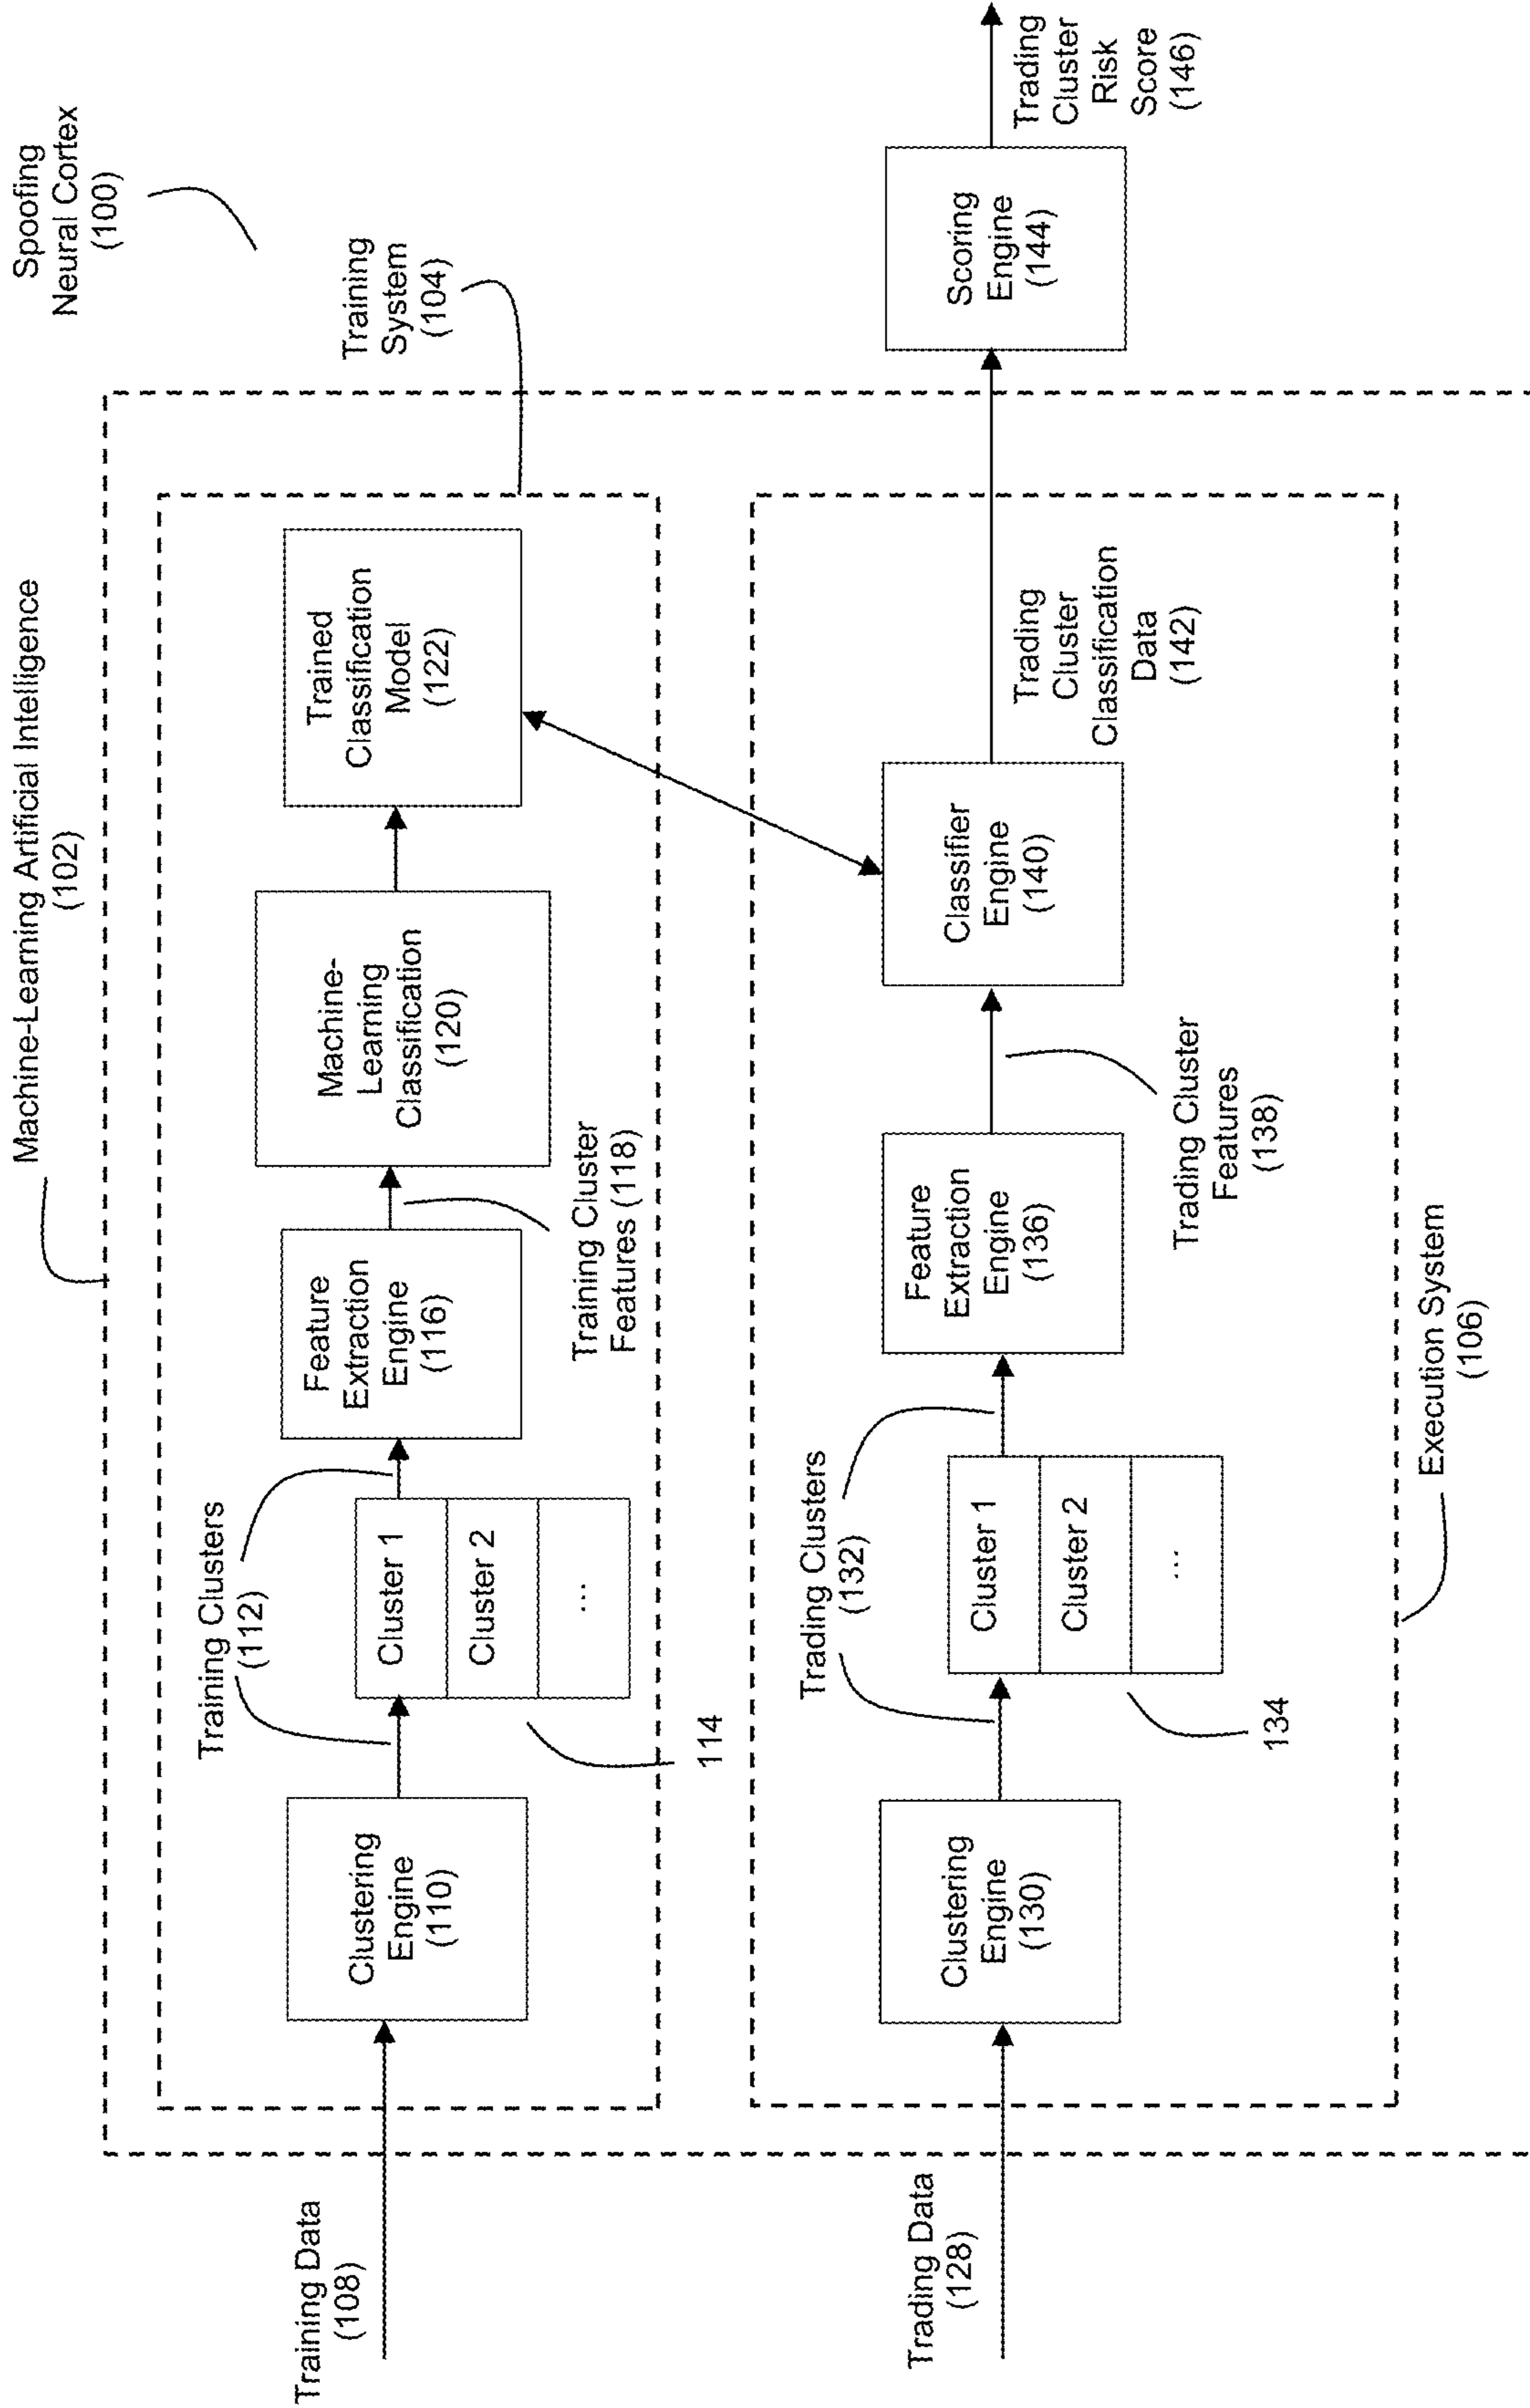 Spoofing
Neural Cortex
(100)
Machine-Learning Artificial Intelligence
(102)
Training
System
(104)
Training Data
(108)
Clustering
Engine
(110)
Training Clusters
(112)
Cluster 1
Cluster 2
...
114
Feature
Extraction
Engine
(116)
Training Cluster
Features (118)
Machine-
Learning
Classification
(120)
Trained
Classification
Model
(122)
Trading Data
(128)
Clustering
Engine
(130)
Trading Clusters
(132)
Cluster 1
Cluster 2
...
134
Feature
Extraction
Engine
(136)
Trading Cluster
Features
(138)
Classifier
Engine
(140)
Trading
Cluster
Classification
Data
(142)
Scoring
Engine
(144)
Trading
Cluster
Risk
Score
(146)
Execution System
(106)